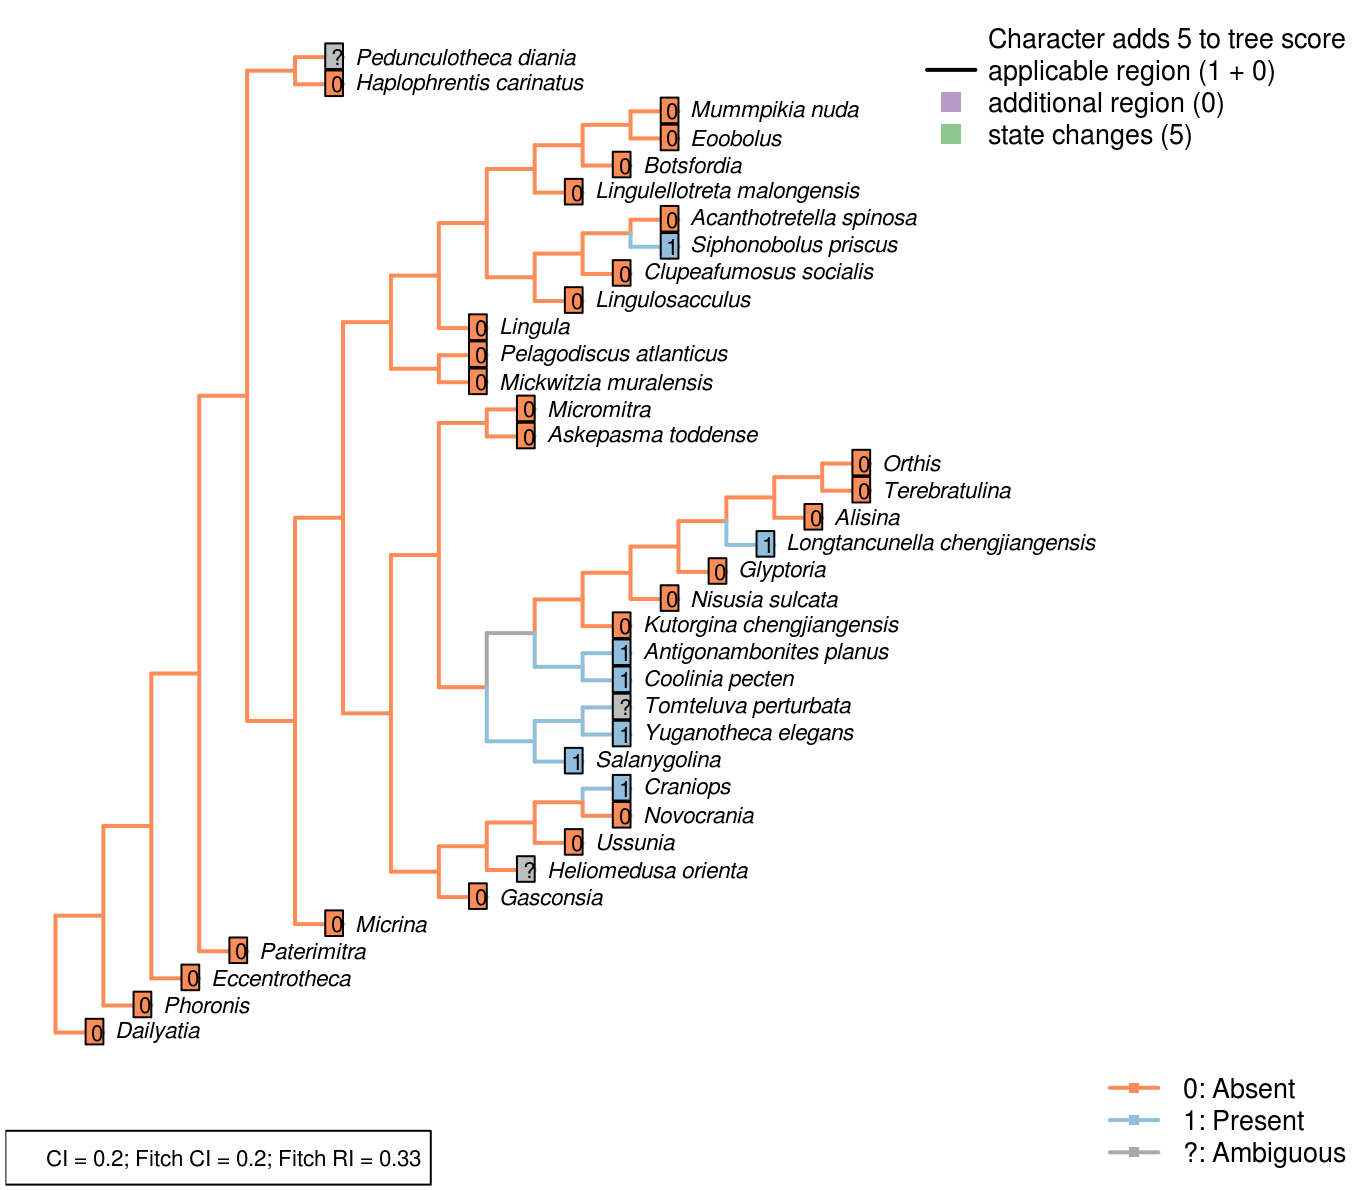 Character adds 5 to tree score
applicable region (1 + 0)
additional region (0)
state changes (5)
? Pedunculotheca diania
0 Haplophrentis carinatus
0 Mummpikia nuda
0 Eoobolus
0 Botsfordia
0 Lingulellotreta malongensis
0 Acanthotretella spinosa
1 Siphonobolus priscus
0 Clupeafumosus socialis
0 Lingulosacculus
0 Lingula
0 Pelagodiscus atlanticus
0 Mickwitzia muralensis
0 Micromitra
0 Askepasma toddense
0 Orthis
0 Terebratulina
0 Alisina
1 Longtancunella chengjiangensis
0 Glyptoria
0 Nisusia sulcata
0 Kutorgina chengjiangensis
1 Antigonambonites planus
1 Coolinia pecten
? Tomteluva perturbata
1 Yuganotheca elegans
1 Salanygolina
1 Craniops
0 Novocrania
0 Ussunia
? Heliomedusa orienta
0 Gasconsia
0 Micrina
0 Paterimitra
0 Eccentrotheca
0 Phoronis
0 Dailyatia
0: Absent
1: Present
?: Ambiguous
CI = 0.2; Fitch CI = 0.2; Fitch RI = 0.33